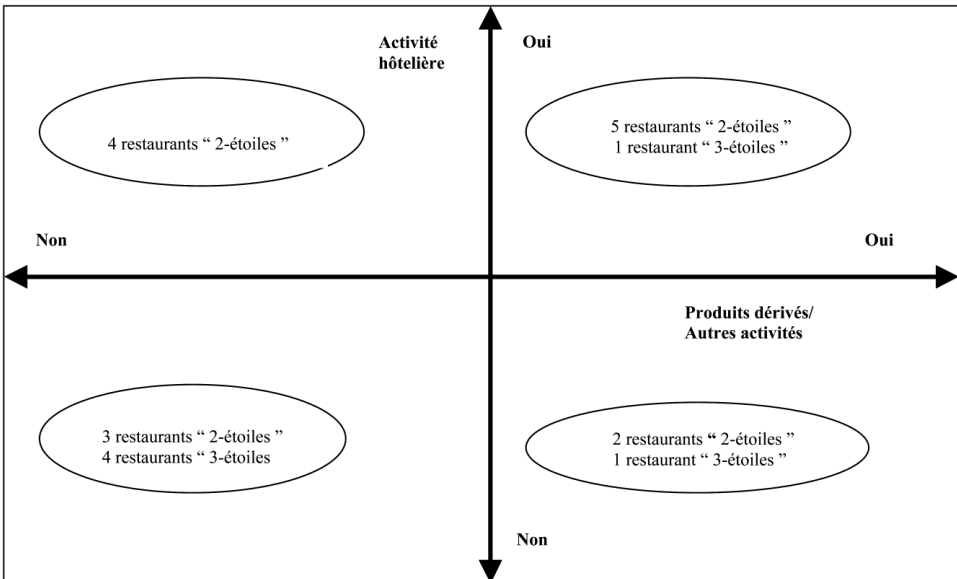 Activité
hôtelière
Oui
4 restaurants “ 2-étoiles ”
5 restaurants “ 2-étoiles ”
1 restaurant “ 3-étoiles ”
Non
Oui
Produits dérivés/
Autres activités
3 restaurants “ 2-étoiles ”
4 restaurants “ 3-étoiles
2 restaurants “ 2-étoiles ”
1 restaurant “ 3-étoiles ”
Non